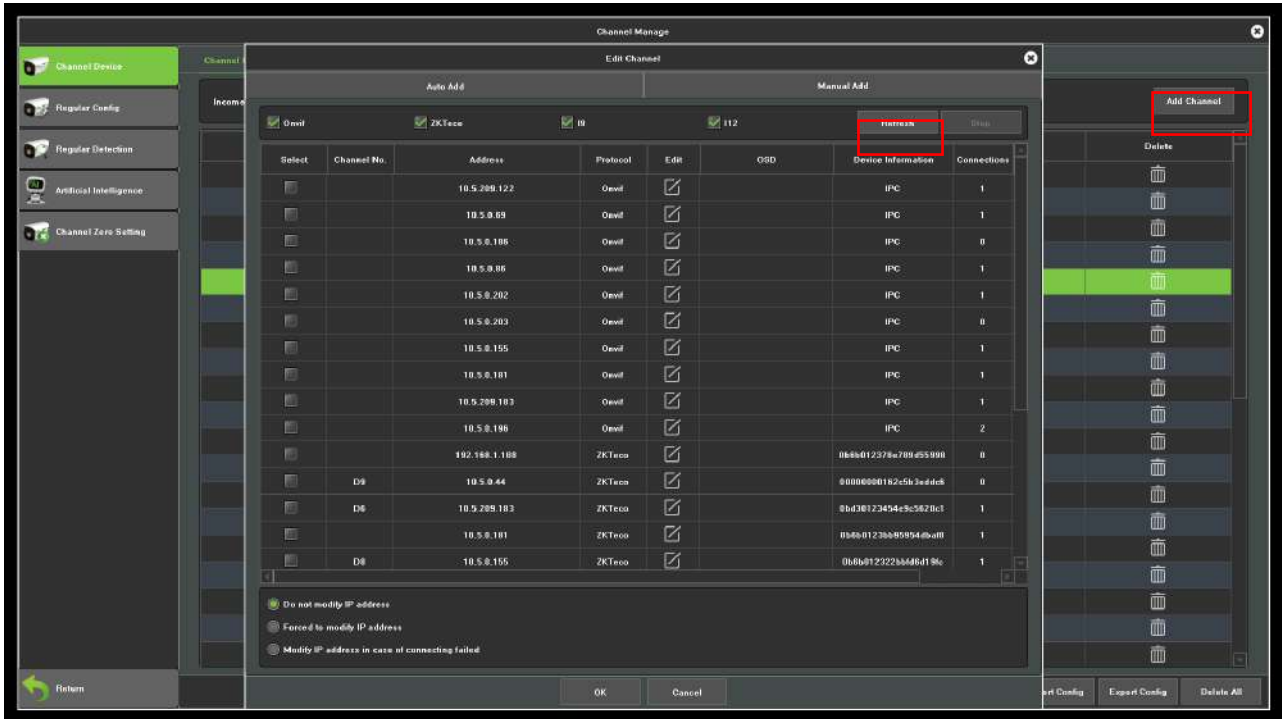 Channel Manage
Channel Device
Regular Config
Regular Detection
Artificial Intelligence
Channel Zero Setting
Return
Channel
Income
Add Channel
Delete
Edit Channel
Auto Add Manual Add
Onvif ZKTeco I9 I12 Refresh Stop
Select Channel No. Address Protocol Edit OSD Device Information Connections
10.5.209.122 Onvif IPC 1
10.5.0.69 Onvif IPC 1
10.5.0.186 Onvif IPC 0
10.5.0.86 Onvif IPC 1
10.5.0.202 Onvif IPC 1
10.5.0.203 Onvif IPC 0
10.5.0.155 Onvif IPC 1
10.5.0.181 Onvif IPC 1
10.5.209.183 Onvif IPC 1
10.5.0.196 Onvif IPC 2
192.168.1.188 ZKTeco 0
D9 10.5.0.44 ZKTeco 0
D6 10.5.209.183 ZKTeco 1
10.5.0.181 ZKTeco 1
D8 10.5.0.155 ZKTeco 1
Do not modify IP address
Forced to modify IP address
Modify IP address in case of connecting failed
OK Cancel
Config Export Config Delete All